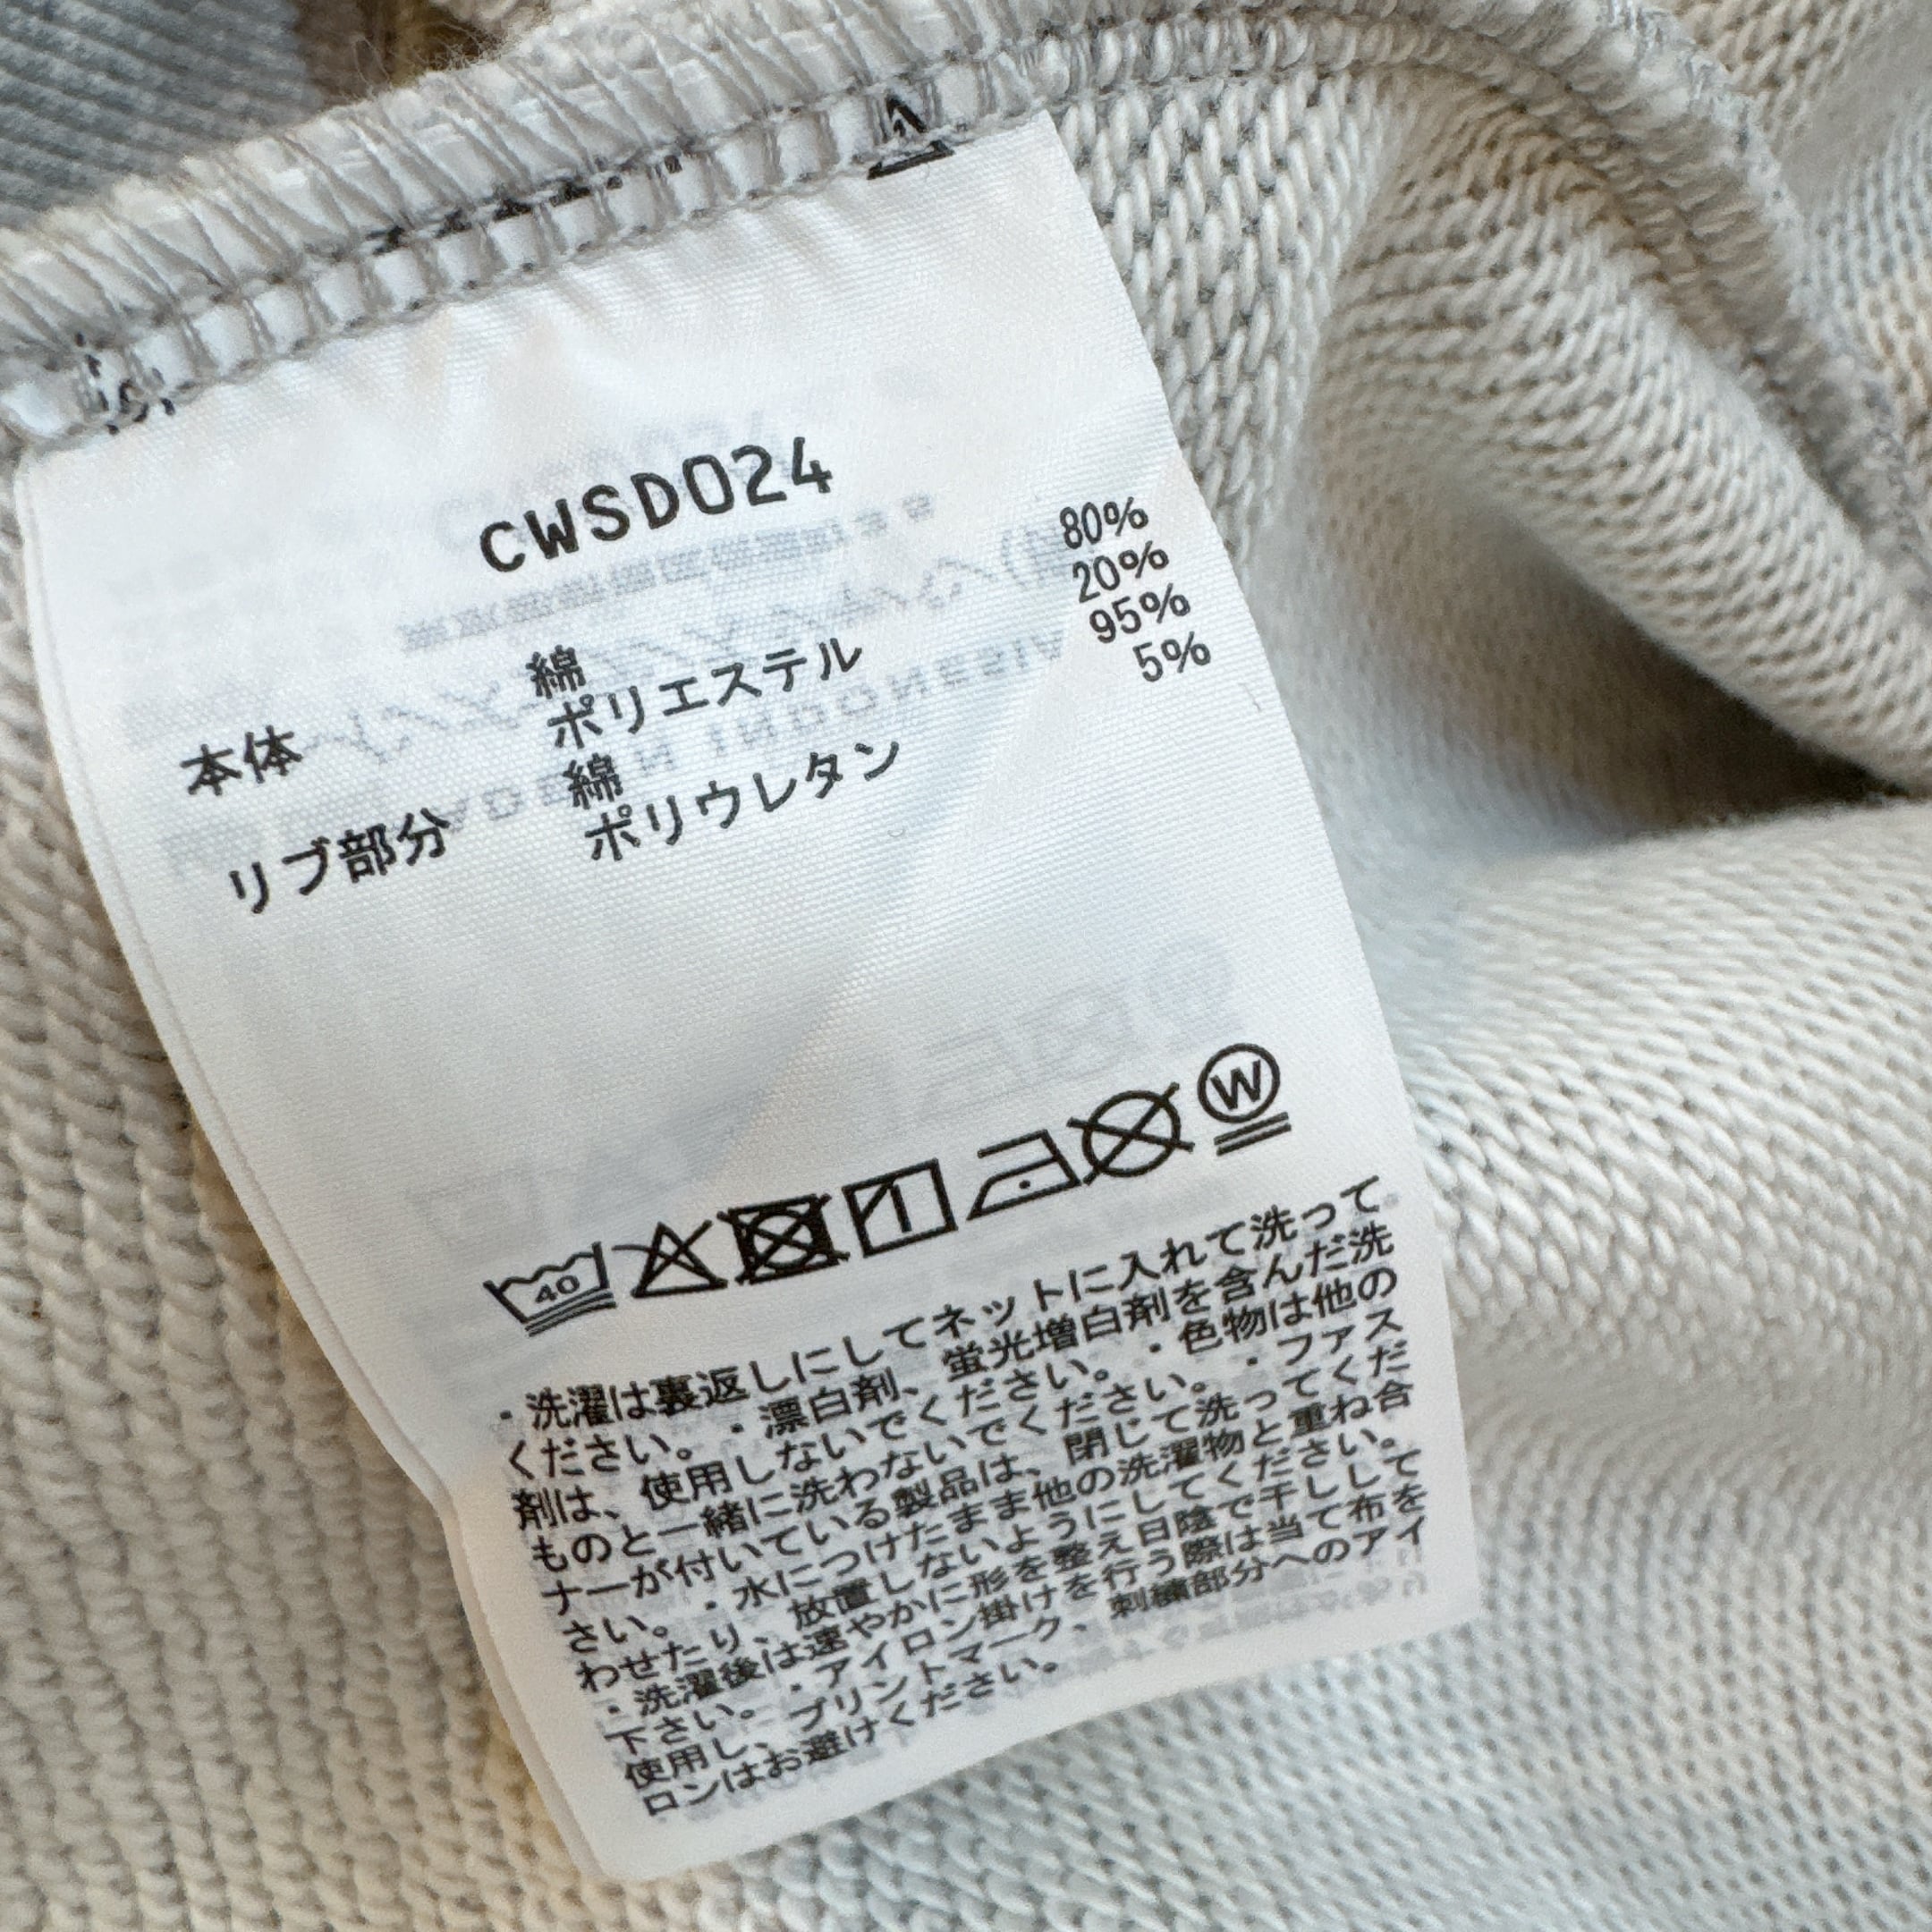 CWSD024
本体 綿 80%
ポリエステル 20%
リブ部分 綿 95%
ポリウレタン 5%
40
W
・洗濯は裏返しにしてネットに入れて洗って
ください。・漂白剤、蛍光増白剤を含んだ洗
剤は、使用しないでください。・色物は他の
ものと一緒に洗わないでください。・ファス
ナーが付いている製品は、閉じて洗ってくだ
さい。・水につけたまま他の洗濯物と重ね合
わせたり、放置しないようにしてください。
・洗濯後は速やかに形を整え日陰で干しして
下さい。・アイロン掛けを行う際は当て布を
使用し、プリントマーク、刺繍部分へのアイ
ロンはお避けください。